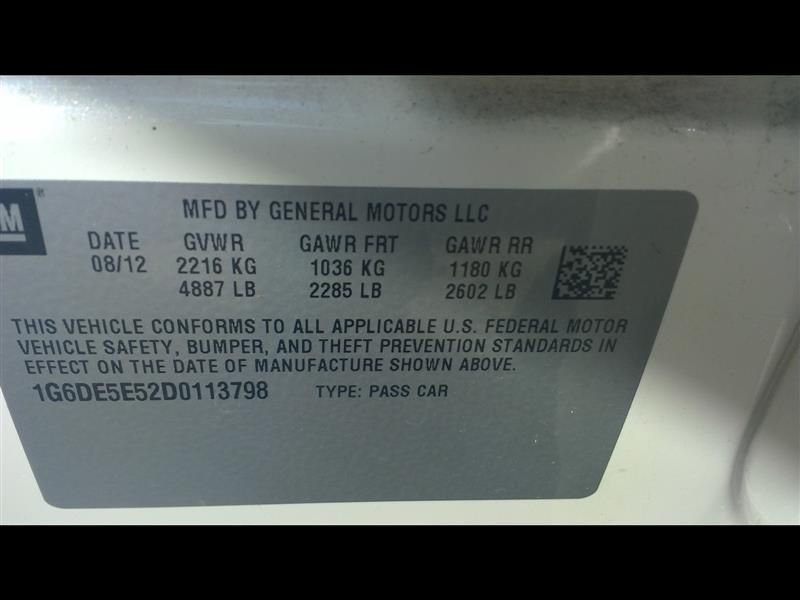 MFD BY GENERAL MOTORS LLC
DATE GVWR GAWR FRT GAWR RR
08/12 2216 KG 1036 KG 1180 KG
4887 LB 2285 LB 2602 LB
THIS VEHICLE CONFORMS TO ALL APPLICABLE U.S. FEDERAL MOTOR
VEHICLE SAFETY, BUMPER, AND THEFT PREVENTION STANDARDS IN
EFFECT ON THE DATE OF MANUFACTURE SHOWN ABOVE.
1G6DE5E52D0113798 TYPE: PASS CAR